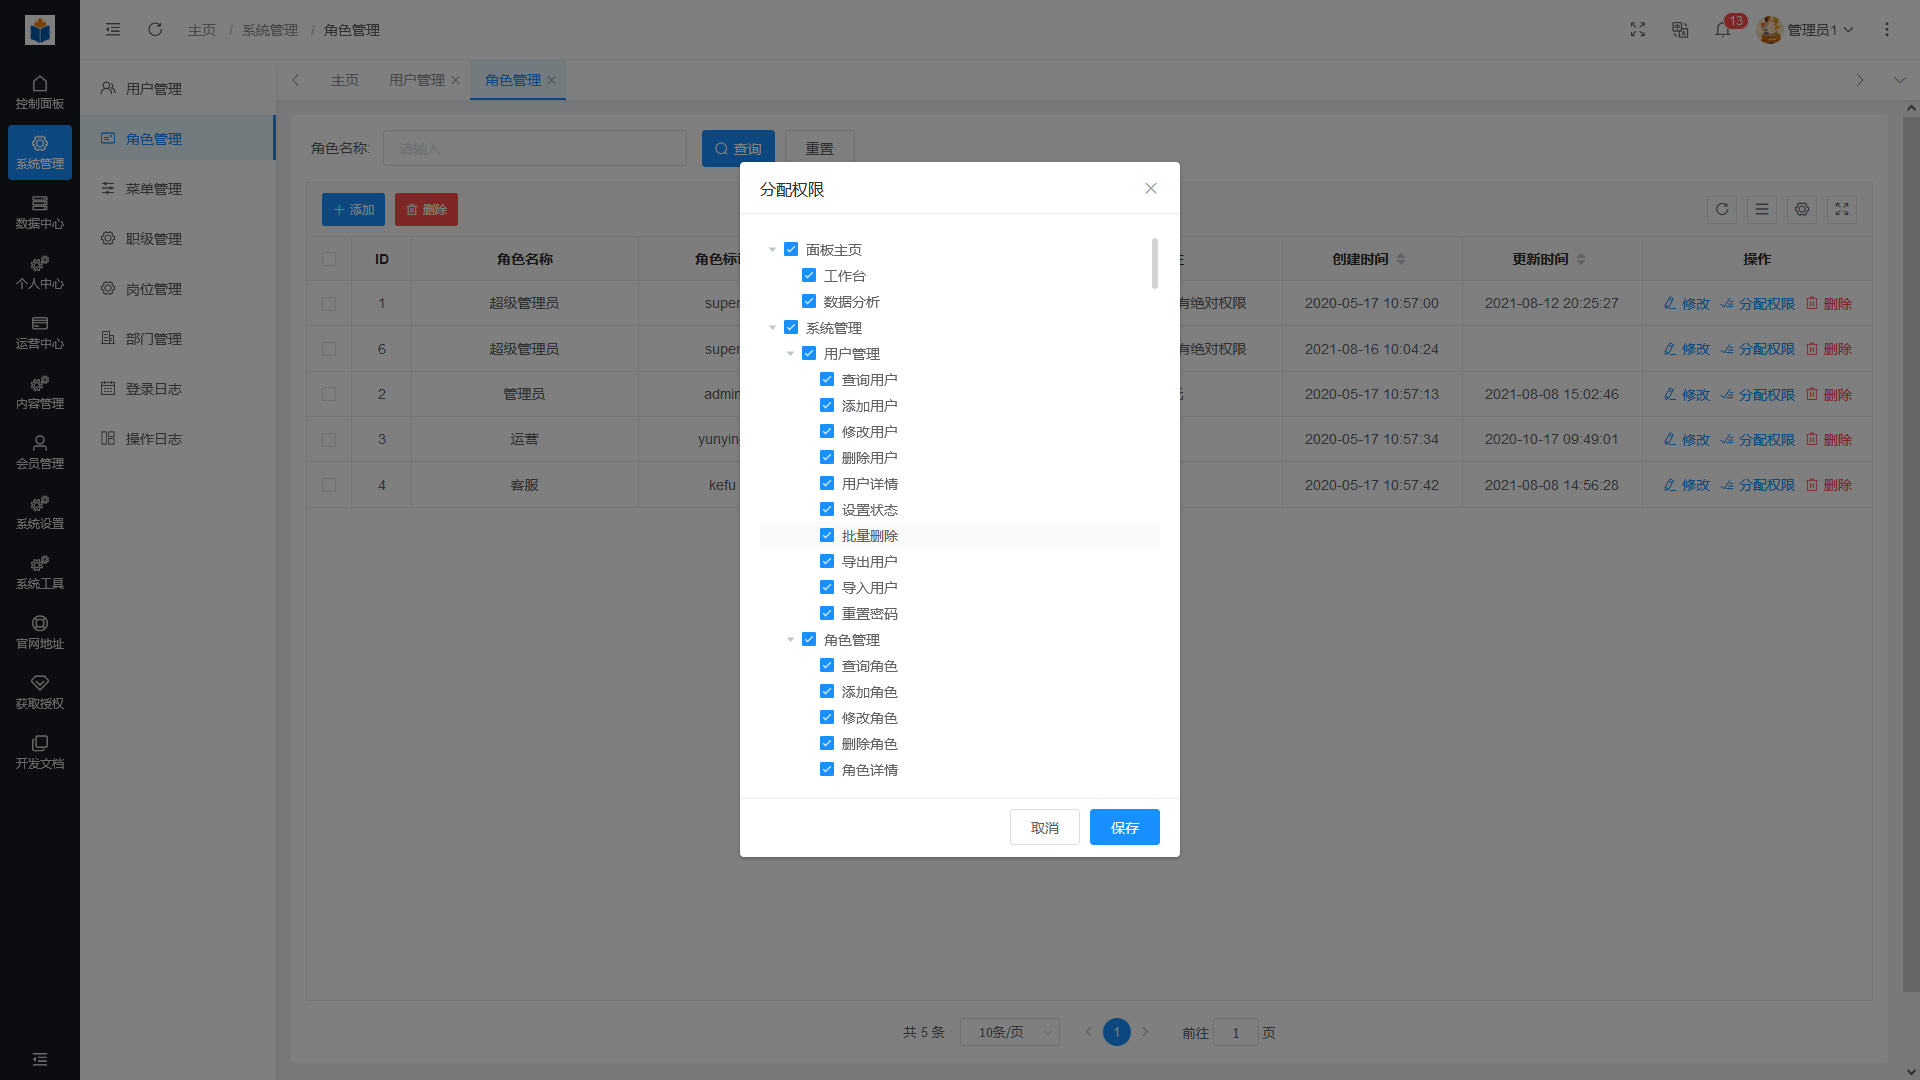 主页 / 系统管理 / 角色管理
13
管理员1
控制面板
系统管理
数据中心
个人中心
运营中心
内容管理
会员管理
系统设置
系统工具
官网地址
获取授权
开发文档
用户管理
角色管理
菜单管理
职级管理
岗位管理
部门管理
登录日志
操作日志
主页 用户管理 角色管理
角色名称: 请输入 查询 重置
添加 删除
ID 角色名称 角色标 创建时间 更新时间 操作
1 超级管理员 super 有绝对权限 2020-05-17 10:57:00 2021-08-12 20:25:27 修改 分配权限 删除
6 超级管理员 super 有绝对权限 2021-08-16 10:04:24 修改 分配权限 删除
2 管理员 admin 2020-05-17 10:57:13 2021-08-08 15:02:46 修改 分配权限 删除
3 运营 yunyin 2020-05-17 10:57:34 2020-10-17 09:49:01 修改 分配权限 删除
4 客服 kefu 2020-05-17 10:57:42 2021-08-08 14:56:28 修改 分配权限 删除
分配权限
面板主页
工作台
数据分析
系统管理
用户管理
查询用户
添加用户
修改用户
删除用户
用户详情
设置状态
批量删除
导出用户
导入用户
重置密码
角色管理
查询角色
添加角色
修改角色
删除角色
角色详情
取消 保存
共 5 条 10条/页 1 前往 1 页